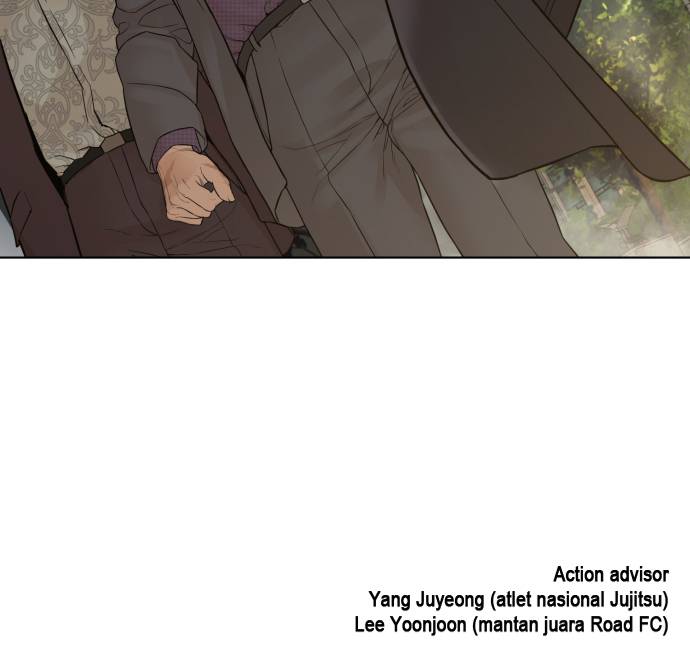 Action advisor
Yang Juyeong (atlet nasional Jujitsu)
Lee Yoonjoon (mantan juara Road FC)